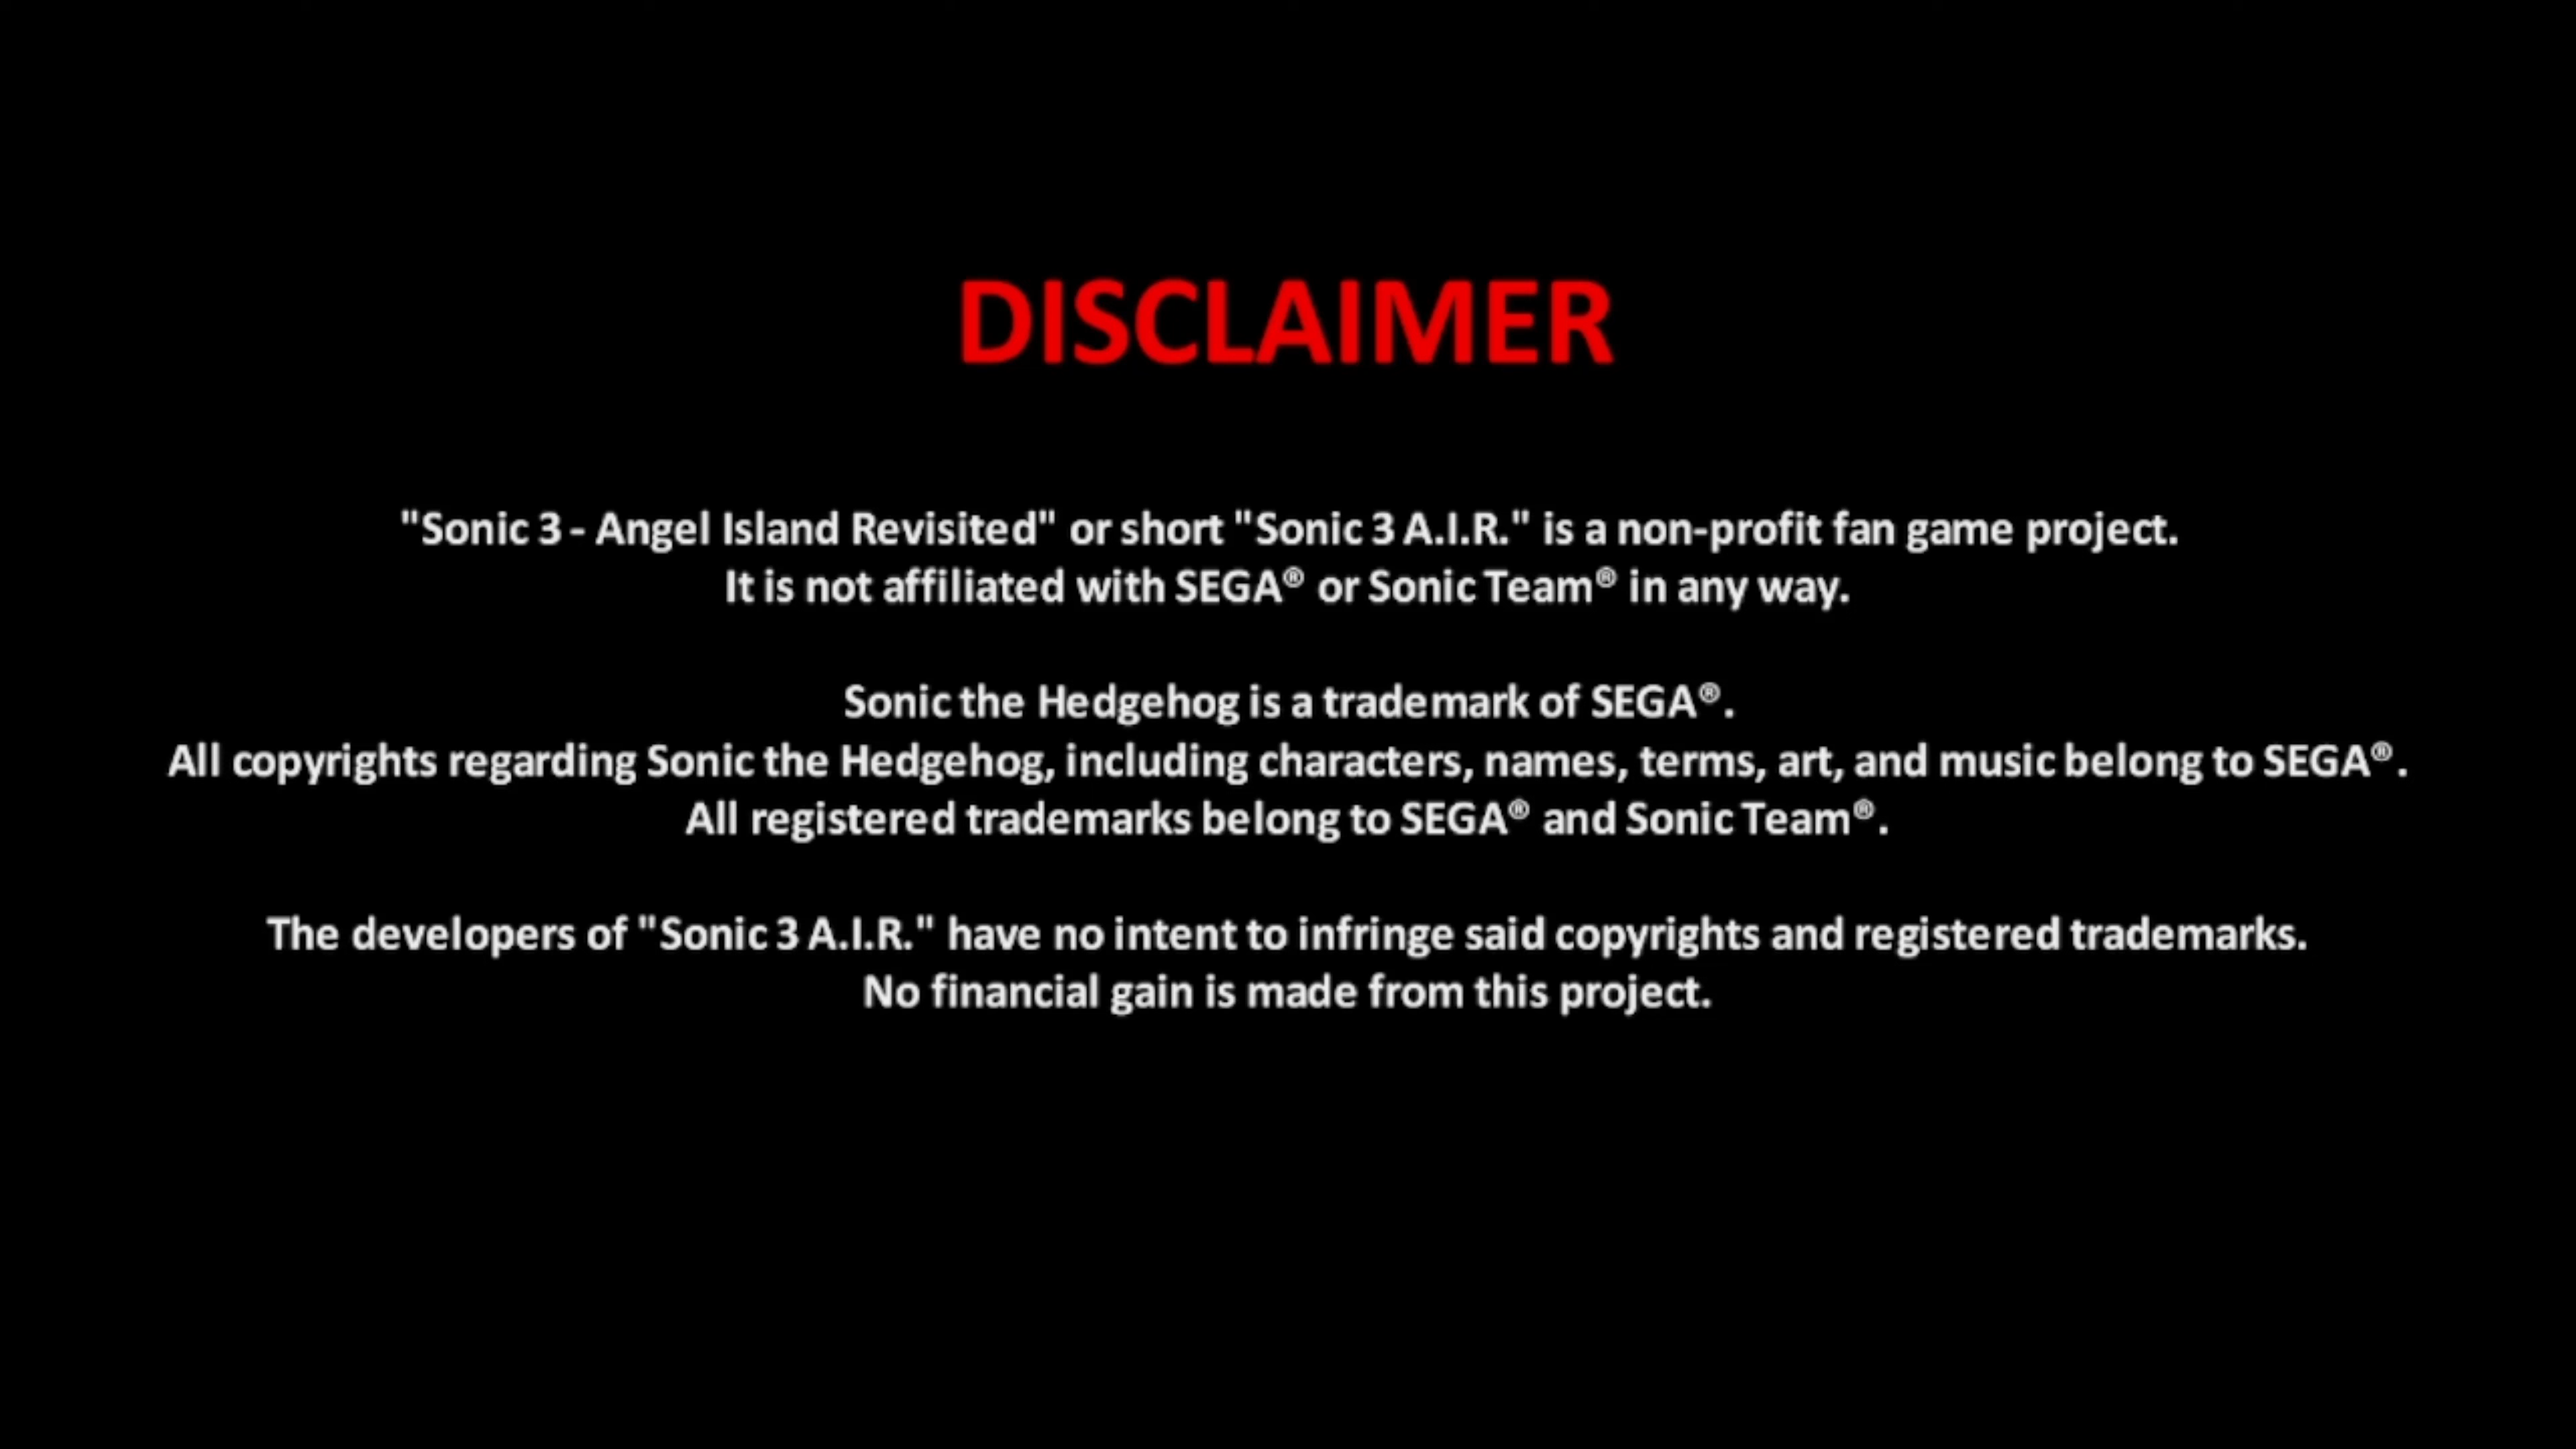 DISCLAIMER
"Sonic 3 - Angel Island Revisited" or short "Sonic 3 A.I.R." is a non-profit fan game project.
It is not affiliated with SEGA® or Sonic Team® in any way.
Sonic the Hedgehog is a trademark of SEGA®.
All copyrights regarding Sonic the Hedgehog, including characters, names, terms, art, and music belong to SEGA®.
All registered trademarks belong to SEGA® and Sonic Team®.
The developers of "Sonic 3 A.I.R." have no intent to infringe said copyrights and registered trademarks.
No financial gain is made from this project.